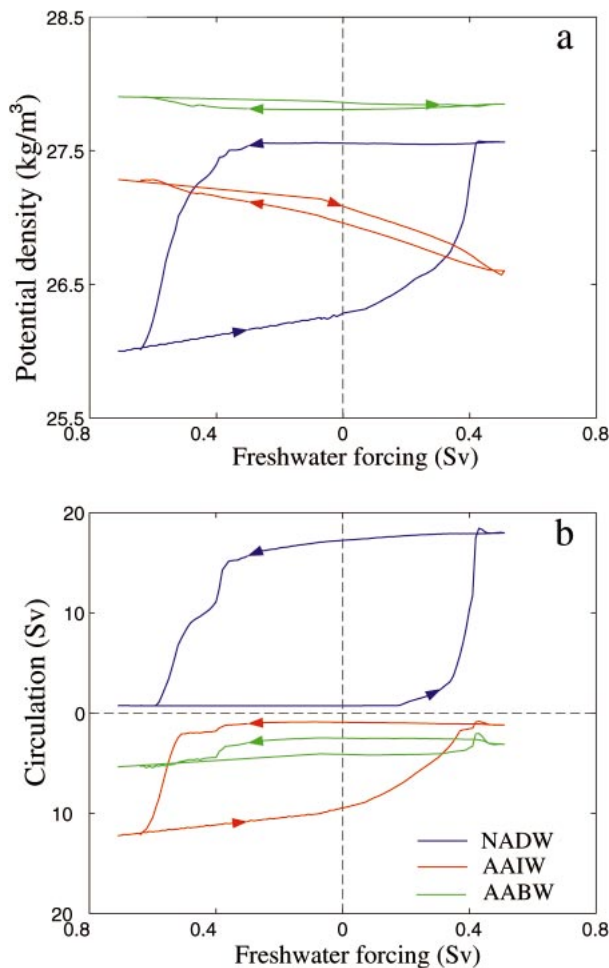 a
28.5
27.5
26.5
25.5
Potential density (kg/m³)
0.8 0.4 0 0.4 0.8
Freshwater forcing (Sv)
b
20
10
0
10
20
Circulation (Sv)
NADW
AAIW
AABW
0.8 0.4 0 0.4 0.8
Freshwater forcing (Sv)